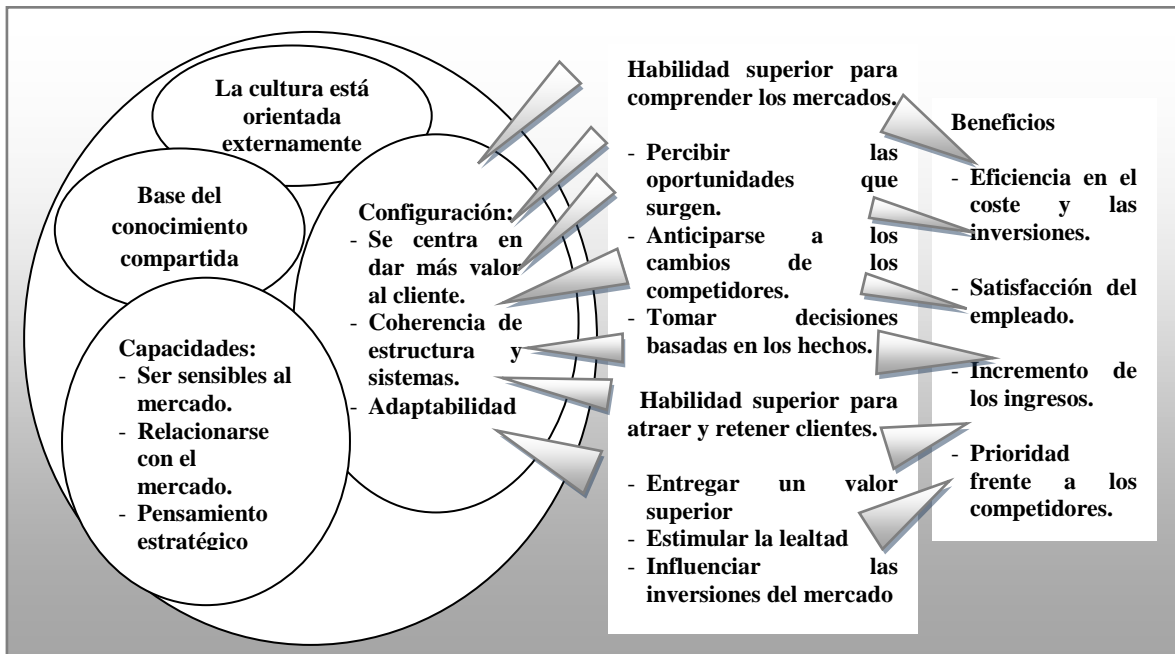 La cultura está
orientada
externamente
Base del
conocimiento
compartida
Capacidades:
- Ser sensibles al
mercado.
- Relacionarse
con el
mercado.
- Pensamiento
estratégico
Configuración:
- Se centra en
dar más valor
al cliente.
- Coherencia de
estructura y
sistemas.
- Adaptabilidad
Habilidad superior para
comprender los mercados.
- Percibir las
oportunidades que
surgen.
- Anticiparse a los
cambios de los
competidores.
- Tomar decisiones
basadas en los hechos.
Habilidad superior para
atraer y retener clientes.
- Entregar un valor
superior
- Estimular la lealtad
- Influenciar las
inversiones del mercado
Beneficios
- Eficiencia en el
coste y las
inversiones.
- Satisfacción del
empleado.
- Incremento de
los ingresos.
- Prioridad
frente a los
competidores.